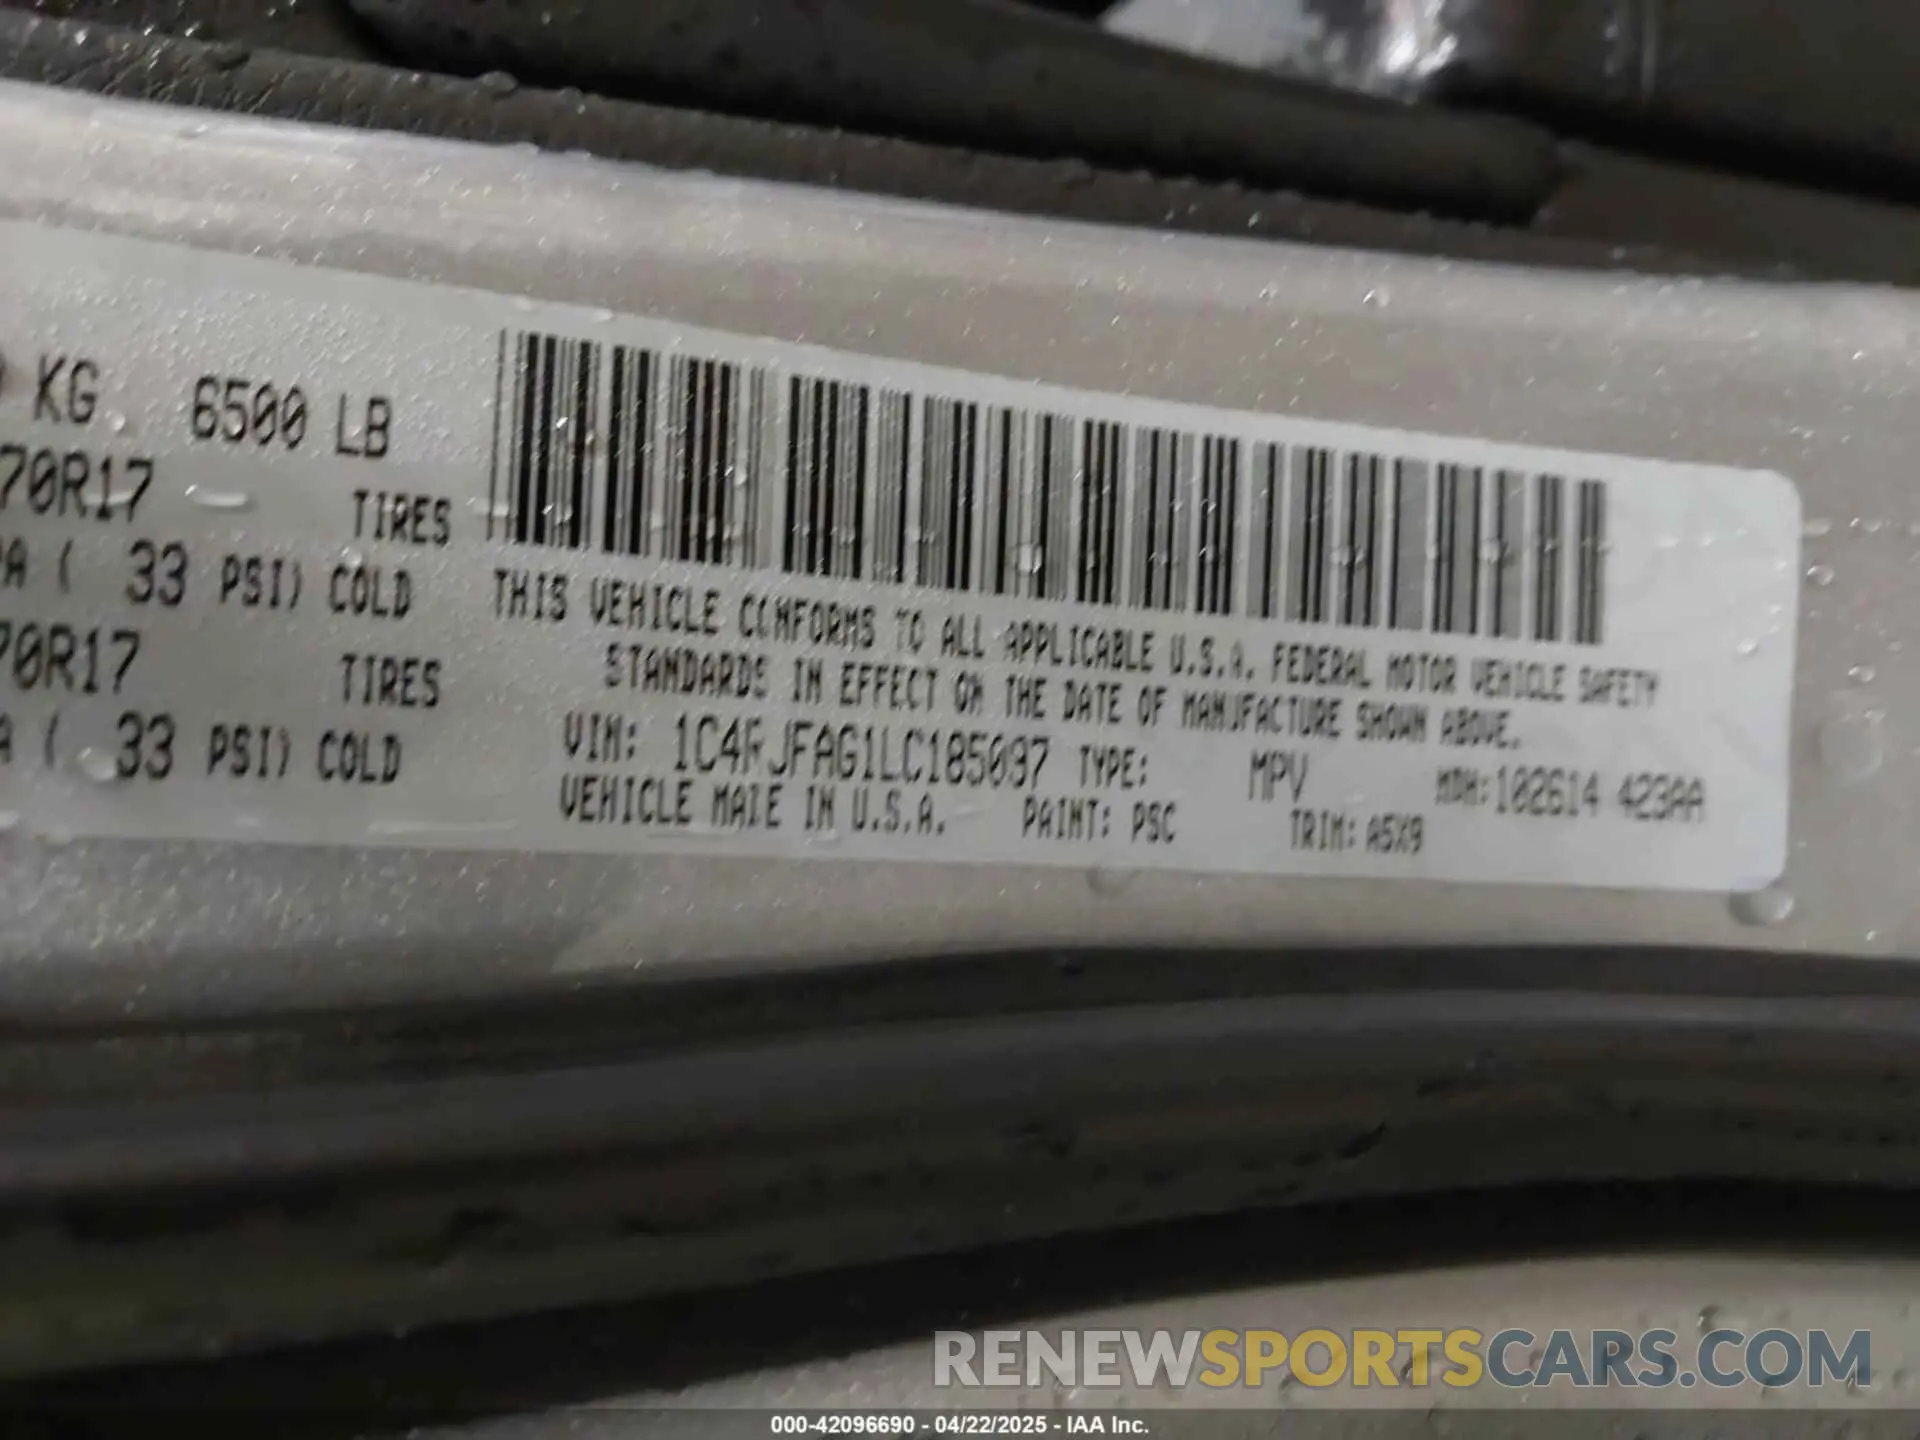 KG 6500 LB
70R17 TIRES
PA ( 33 PSI) COLD
70R17 TIRES
A ( 33 PSI) COLD
THIS VEHICLE CONFORMS TO ALL APPLICABLE U.S.A. FEDERAL MOTOR VEHICLE SAFETY
STANDARDS IN EFFECT ON THE DATE OF MANUFACTURE SHOWN ABOVE.
VIN: 1C4RJFAG1LC185097 TYPE: MPV MDH:102614 423AA
VEHICLE MADE IN U.S.A. PAINT: PSC TRIM: A5X9
RENEWSPORTSCARS.COM
000-42096690 - 04/22/2025 - IAA Inc.